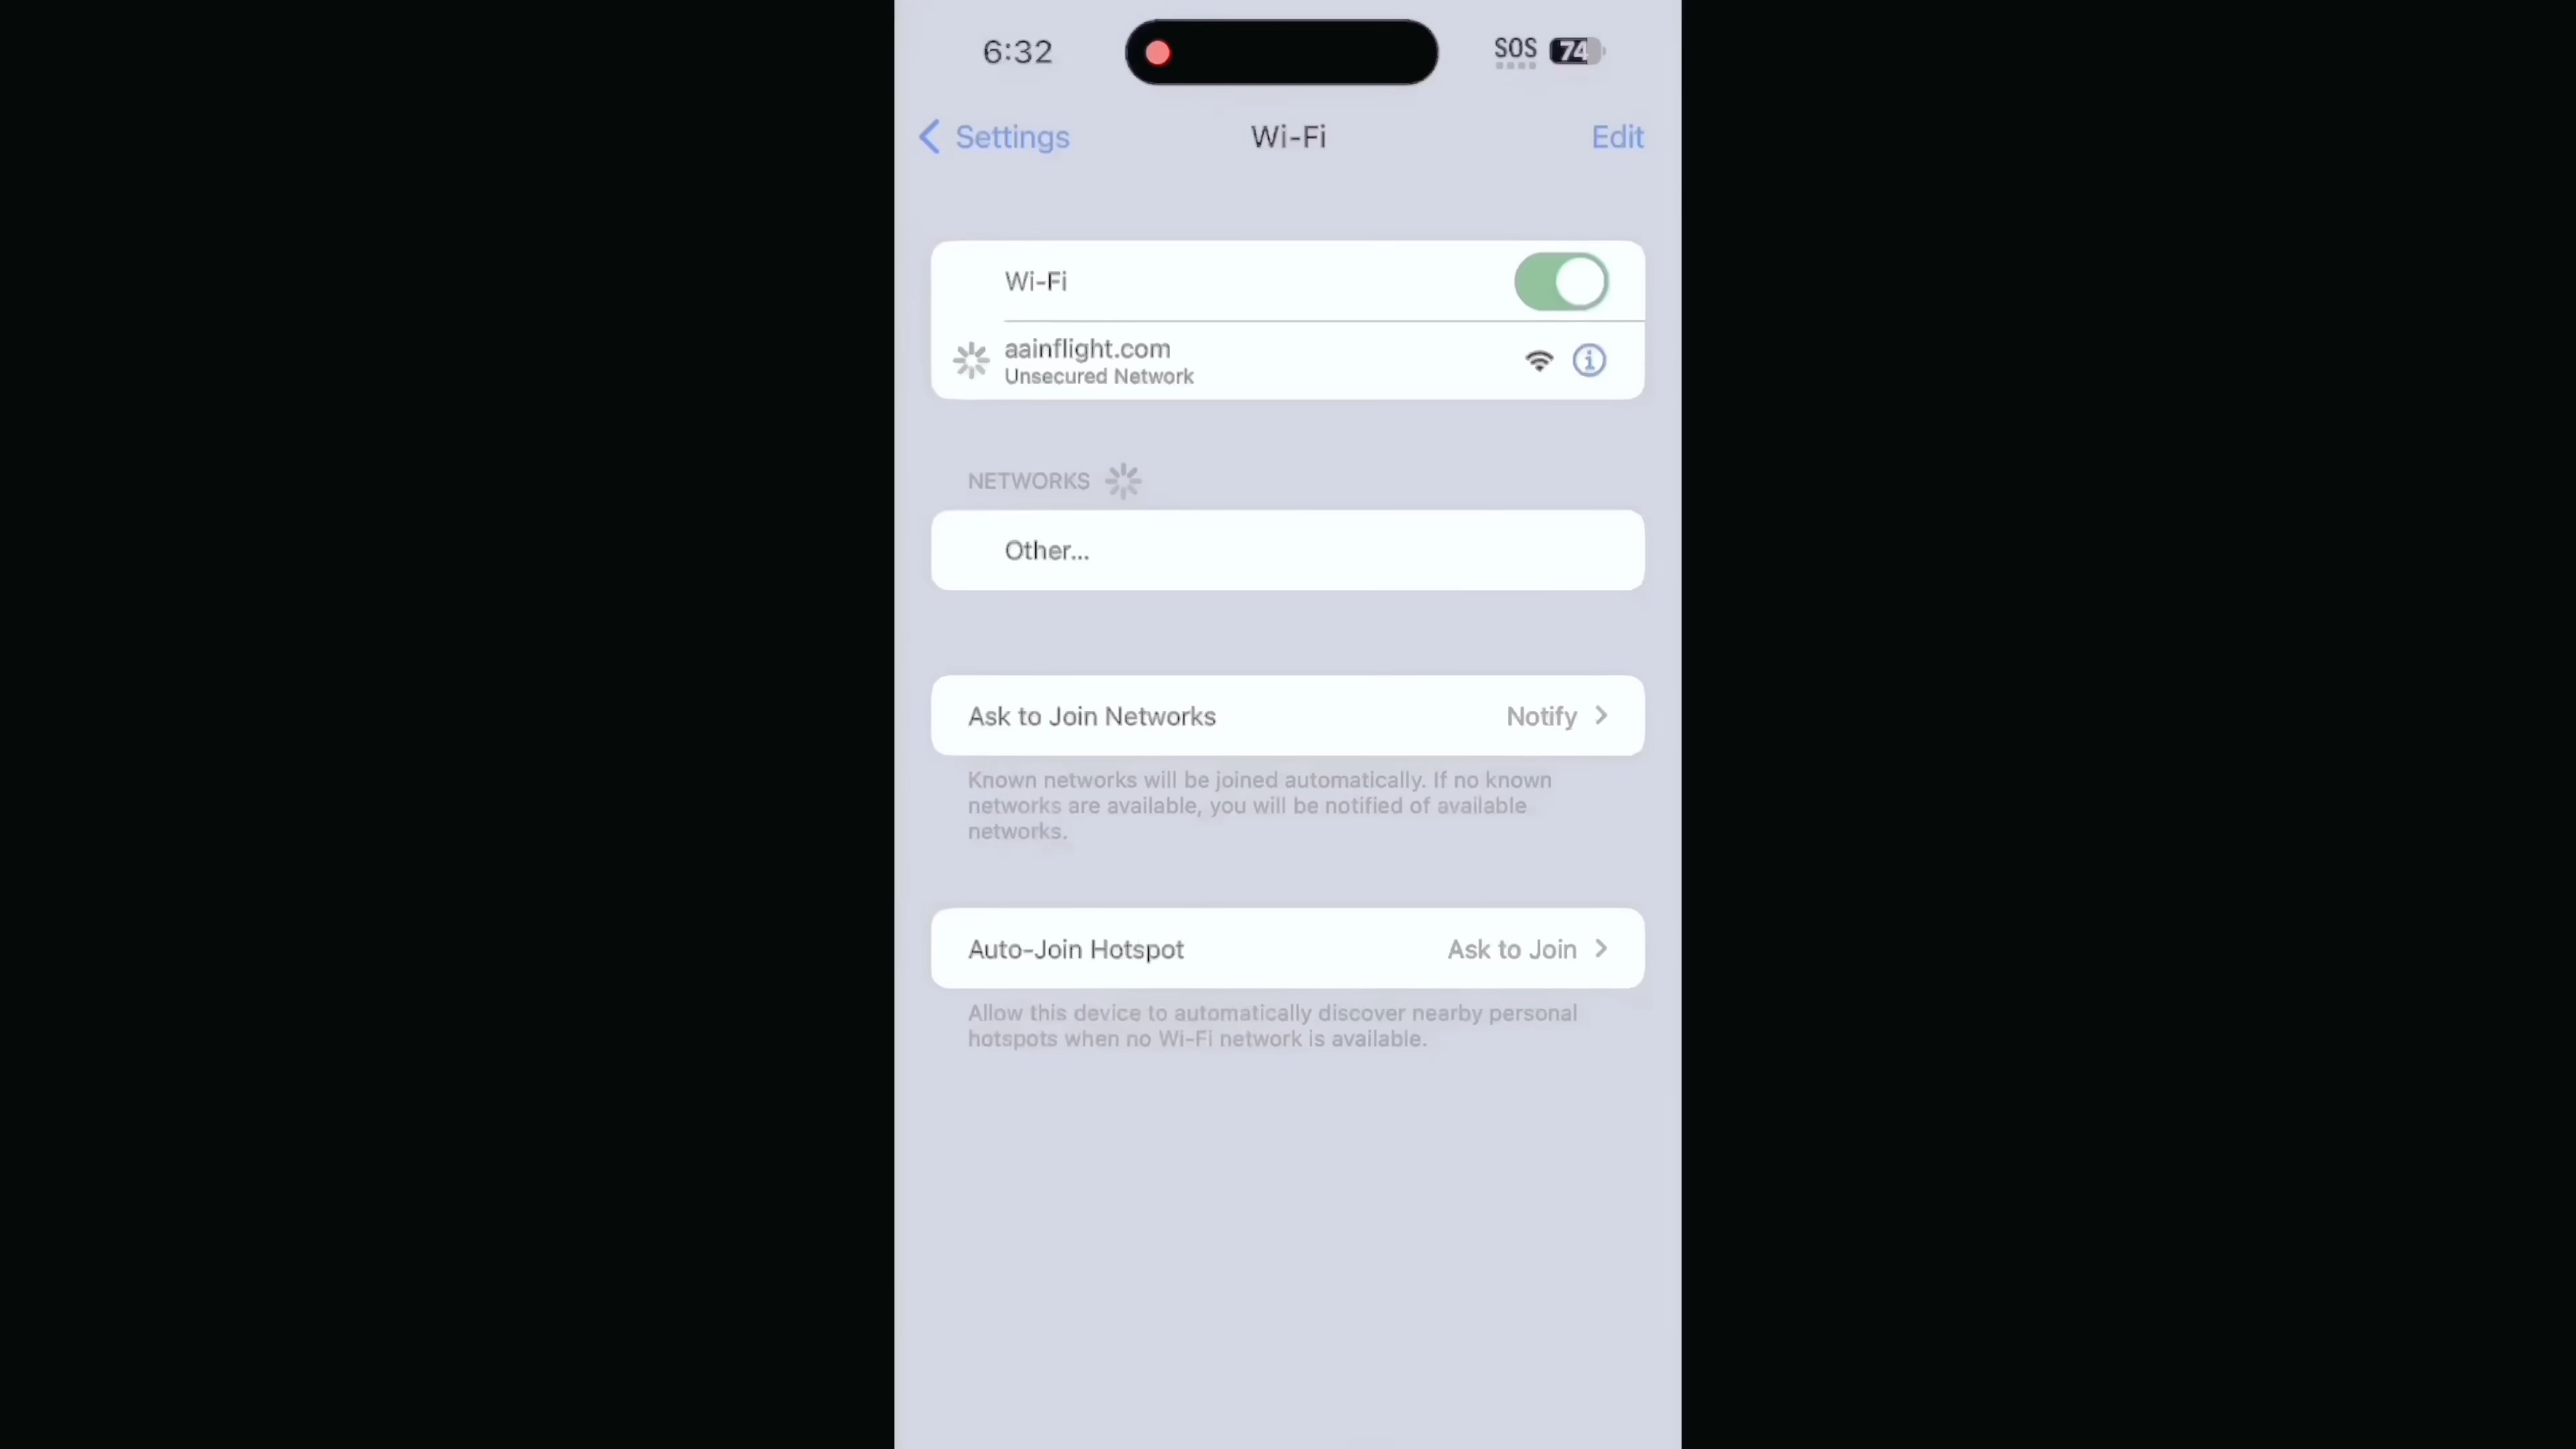 6:32
SOS 74
Settings
Wi-Fi
Edit
Wi-Fi
aainflight.com
Unsecured Network
NETWORKS
Other...
Ask to Join Networks
Notify
Known networks will be joined automatically. If no known
networks are available, you will be notified of available
networks.
Auto-Join Hotspot
Ask to Join
Allow this device to automatically discover nearby personal
hotspots when no Wi-Fi network is available.